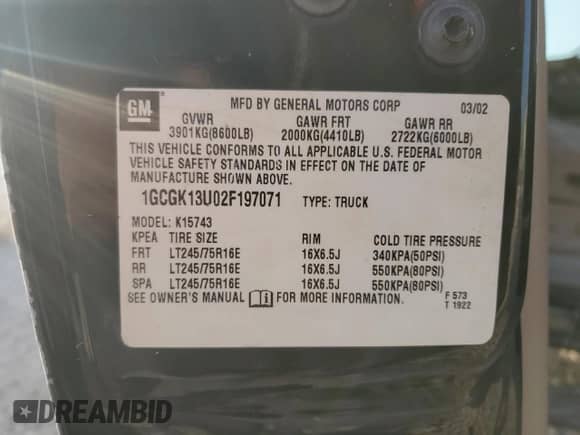 GM
MFD BY GENERAL MOTORS CORP 03/02
GVWR GAWR FRT GAWR RR
3901KG(8600LB) 2000KG(4410LB) 2722KG(6000LB)
THIS VEHICLE CONFORMS TO ALL APPLICABLE U.S. FEDERAL MOTOR
VEHICLE SAFETY STANDARDS IN EFFECT ON THE DATE OF
MANUFACTURE SHOWN ABOVE.
1GCGK13U02F197071 TYPE: TRUCK
MODEL: K15743
KPEA TIRE SIZE RIM COLD TIRE PRESSURE
FRT LT245/75R16E 16X6.5J 340KPA(50PSI)
RR LT245/75R16E 16X6.5J 550KPA(80PSI)
SPA LT245/75R16E 16X6.5J 550KPA(80PSI)
SEE OWNER'S MANUAL FOR MORE INFORMATION. F 573
T 1922
DREAMBID